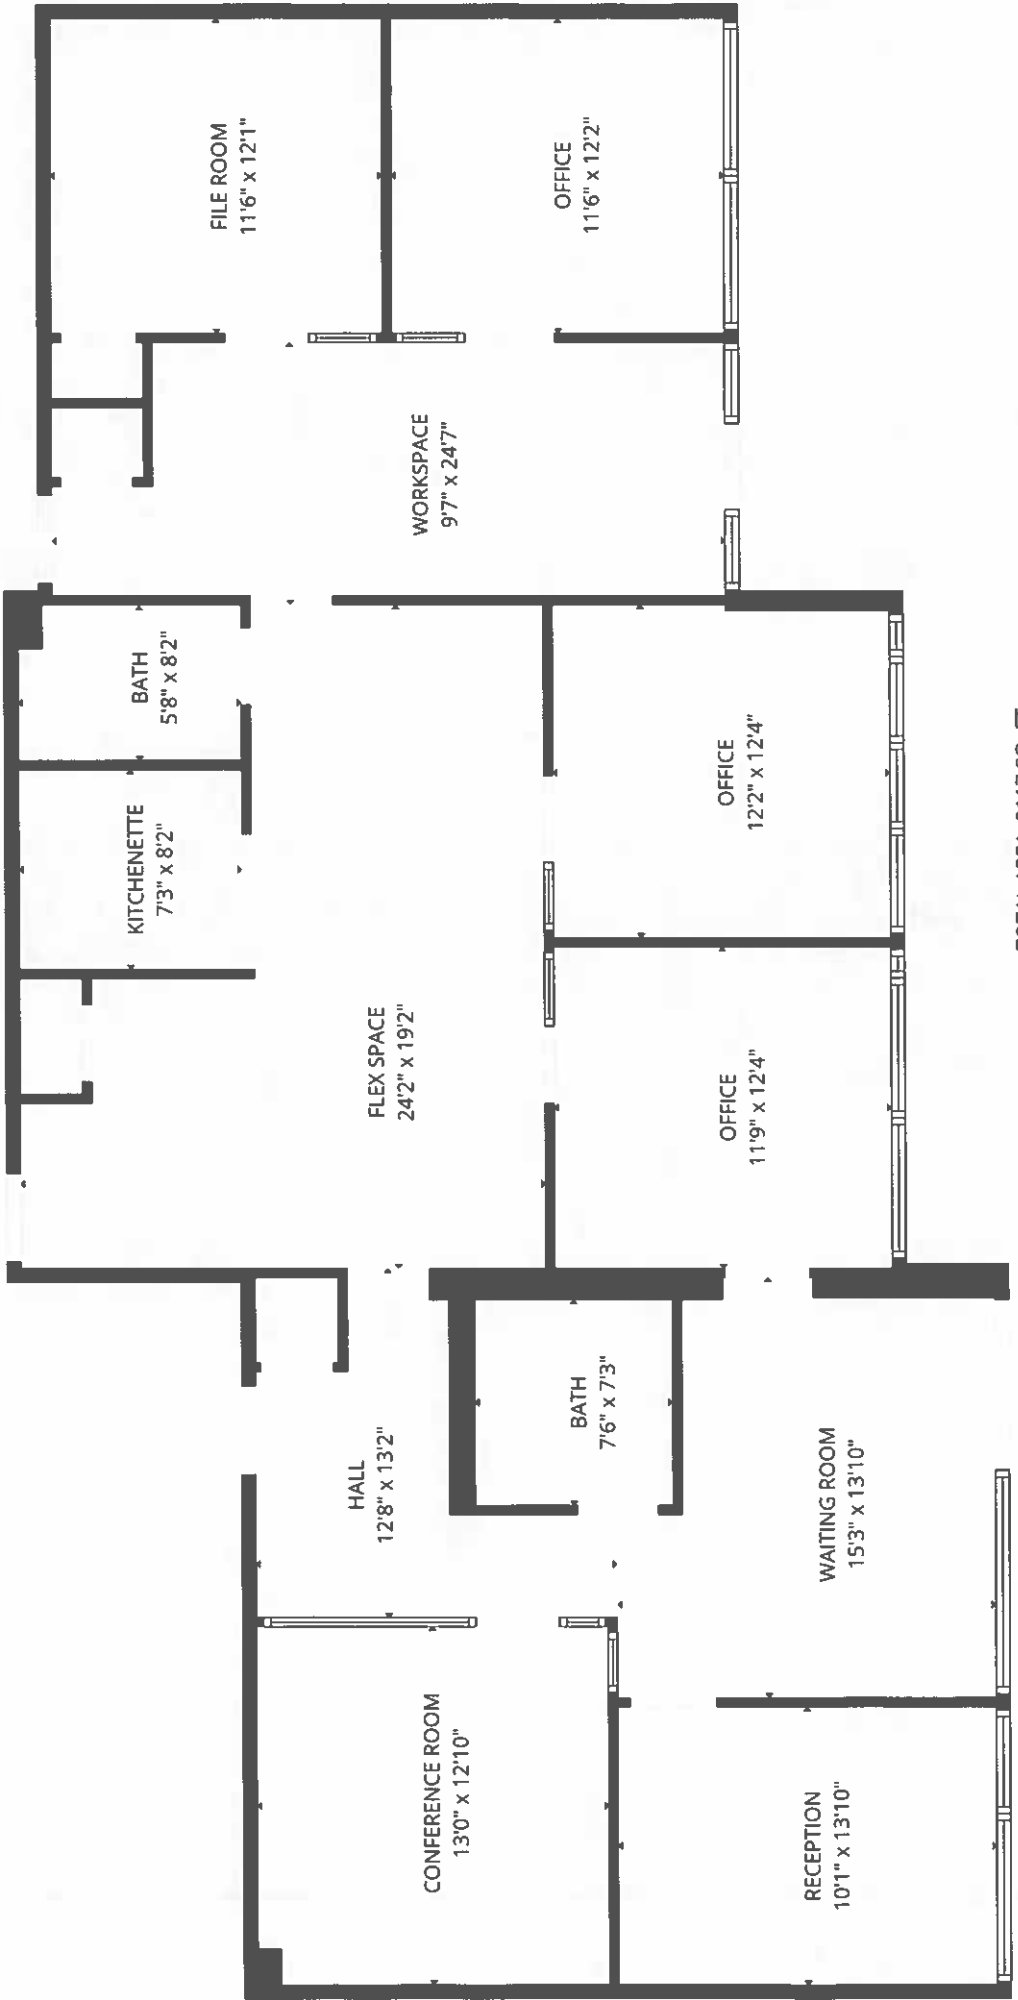 FILE ROOM
11'6" x 12'1"
OFFICE
11'6" x 12'2"
WORKSPACE
9'7" x 24'7"
BATH
5'8" x 8'2"
KITCHENETTE
7'3" x 8'2"
OFFICE
12'2" x 12'4"
FLEX SPACE
24'2" x 19'2"
OFFICE
11'9" x 12'4"
HALL
12'8" x 13'2"
BATH
7'6" x 7'3"
WAITING ROOM
15'3" x 13'10"
CONFERENCE ROOM
13'0" x 12'10"
RECEPTION
10'1" x 13'10"